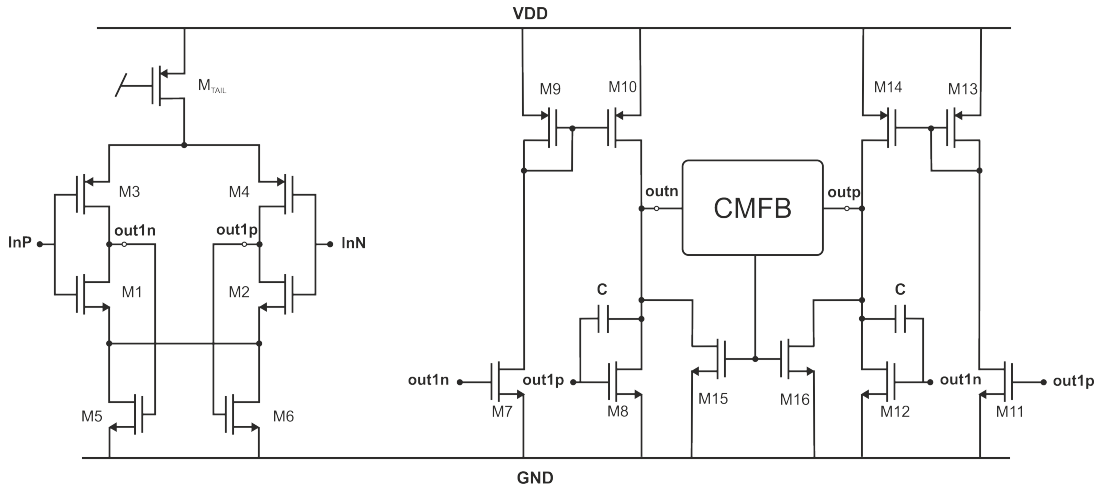 VDD
M9 M10 M14 M13
MTAIL
M3 M4
outn outp
CMFB
InP out1n out1p InN
M1 M2
C C
out1n out1p out1n out1p
M5 M6 M7 M8 M15 M16 M12 M11
GND